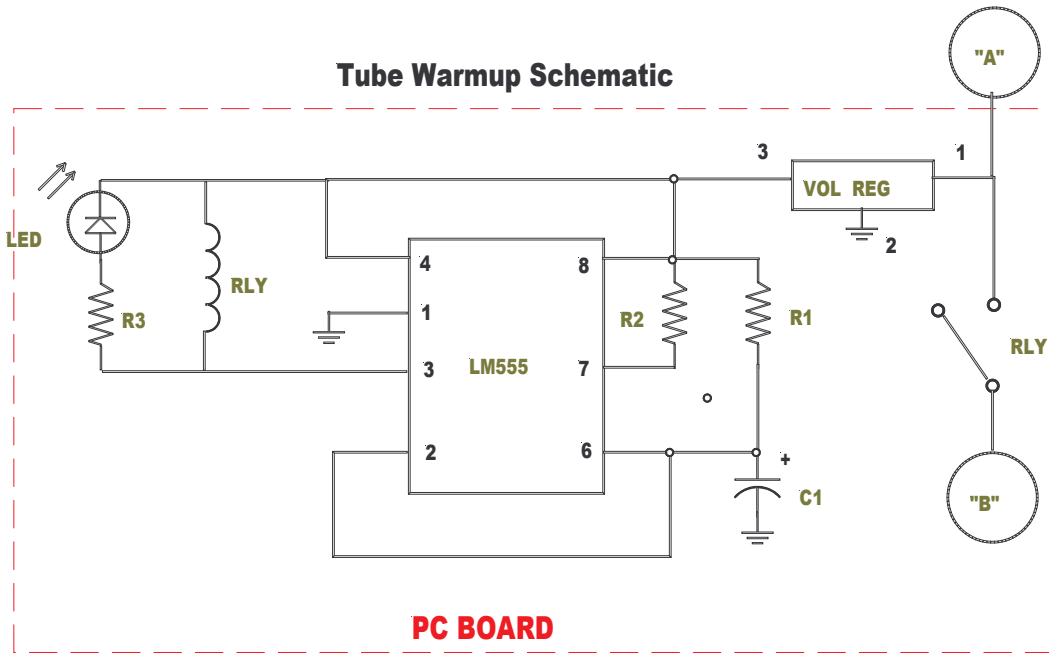 "A"
Tube Warmup Schematic
3
1
VOL REG
2
LED
RLY
R3
4
8
1
R2
R1
RLY
3
LM555
7
2
6
+
C1
"B"
PC BOARD